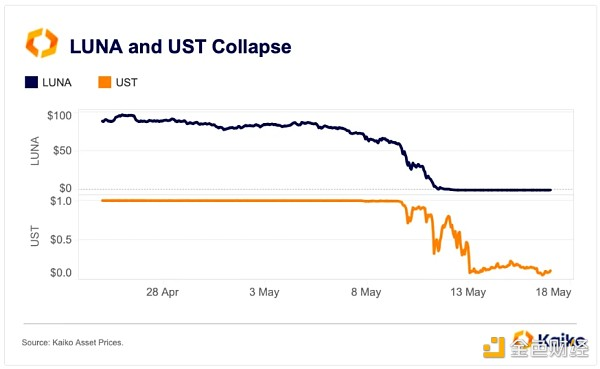 LUNA and UST Collapse
LUNA UST
$100
$50
$0
LUNA
$1.0
$0.5
$0.0
UST
28 Apr 3 May 8 May 13 May 18 May
Source: Kaiko Asset Prices.
Kaiko
金色财经